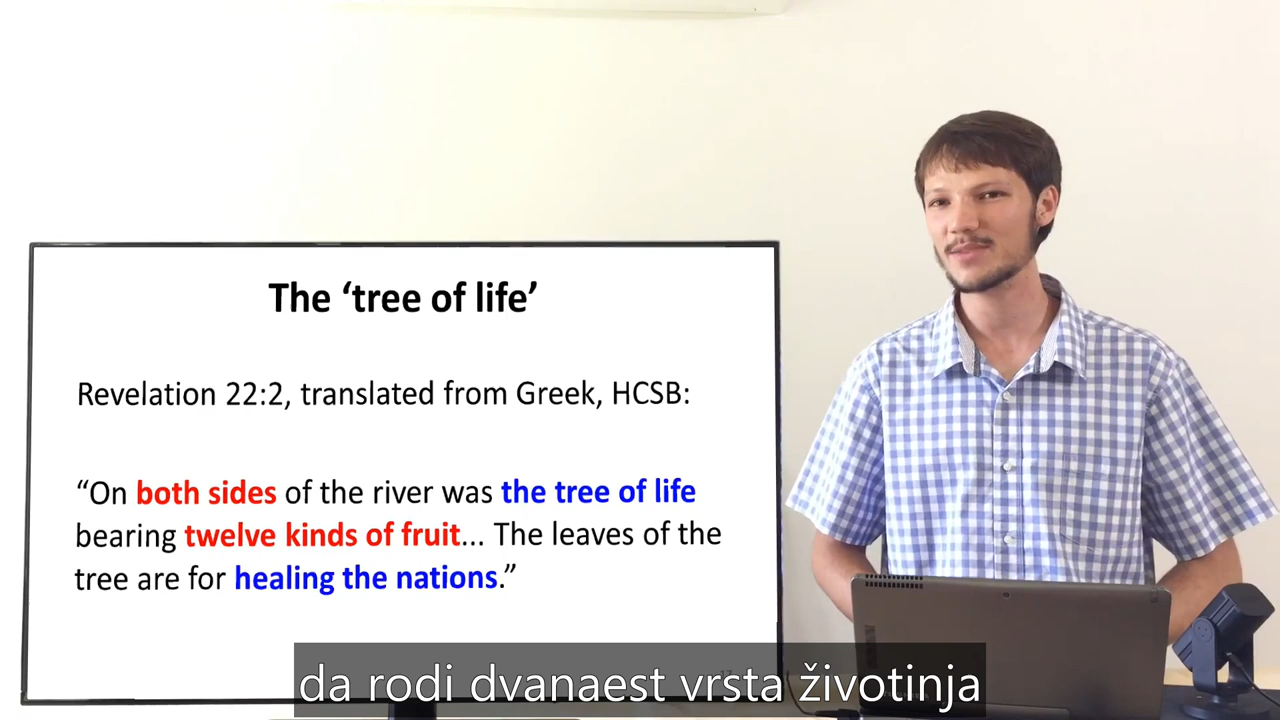 The ‘tree of life’
Revelation 22:2, translated from Greek, HCSB:
“On both sides of the river was the tree of life
bearing twelve kinds of fruit... The leaves of the
tree are for healing the nations.”
da rodi dvanaest vrsta životinja